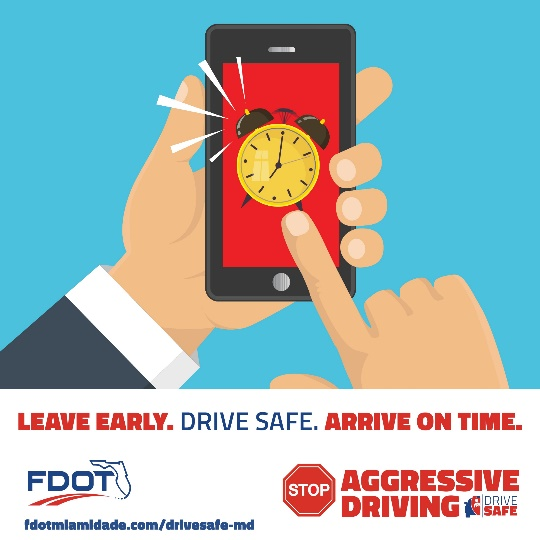 LEAVE EARLY. DRIVE SAFE. ARRIVE ON TIME.
FDOT
fdotmiamidade.com/drivesafe-md
STOP
AGGRESSIVE
DRIVING
DRIVE
SAFE